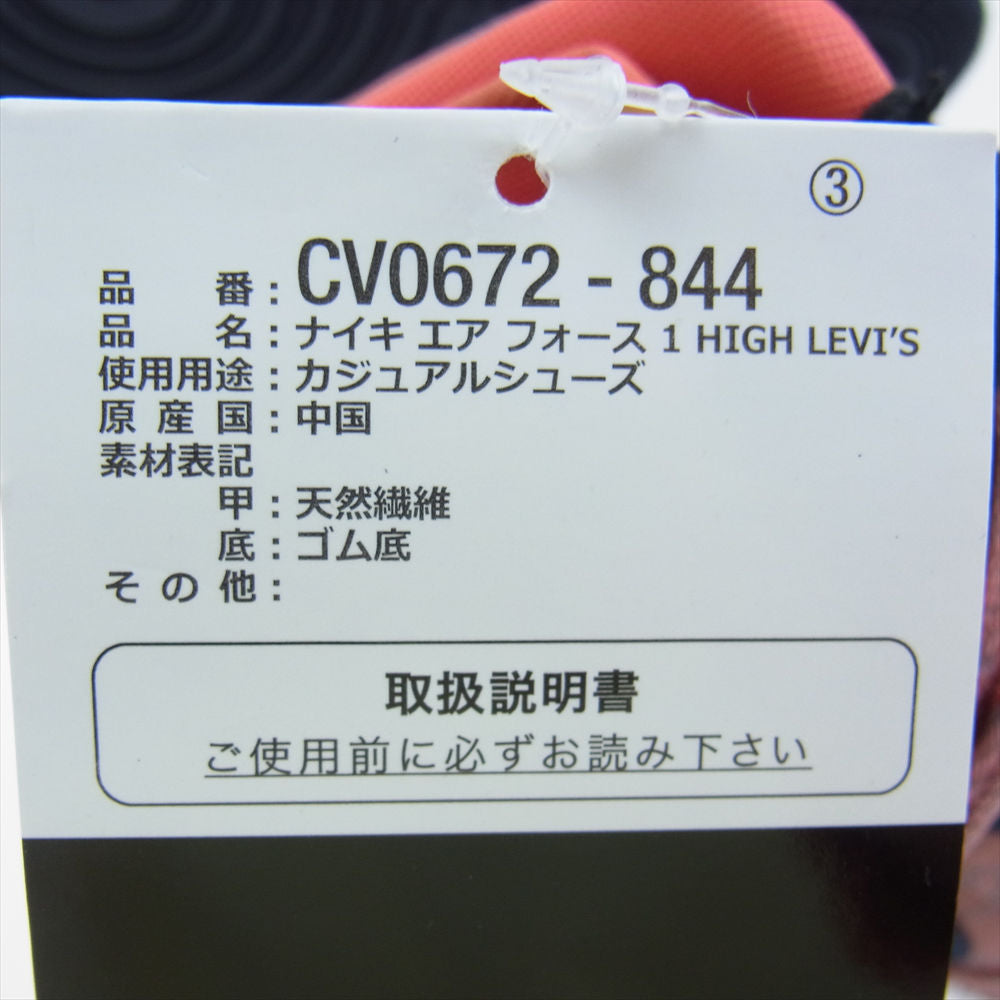 ③
品番：CV0672 - 844
品名：ナイキ エア フォース 1 HIGH LEVI'S
使用用途：カジュアルシューズ
原産国：中国
素材表記
甲：天然繊維
底：ゴム底
その他：
取扱説明書
ご使用前に必ずお読み下さい